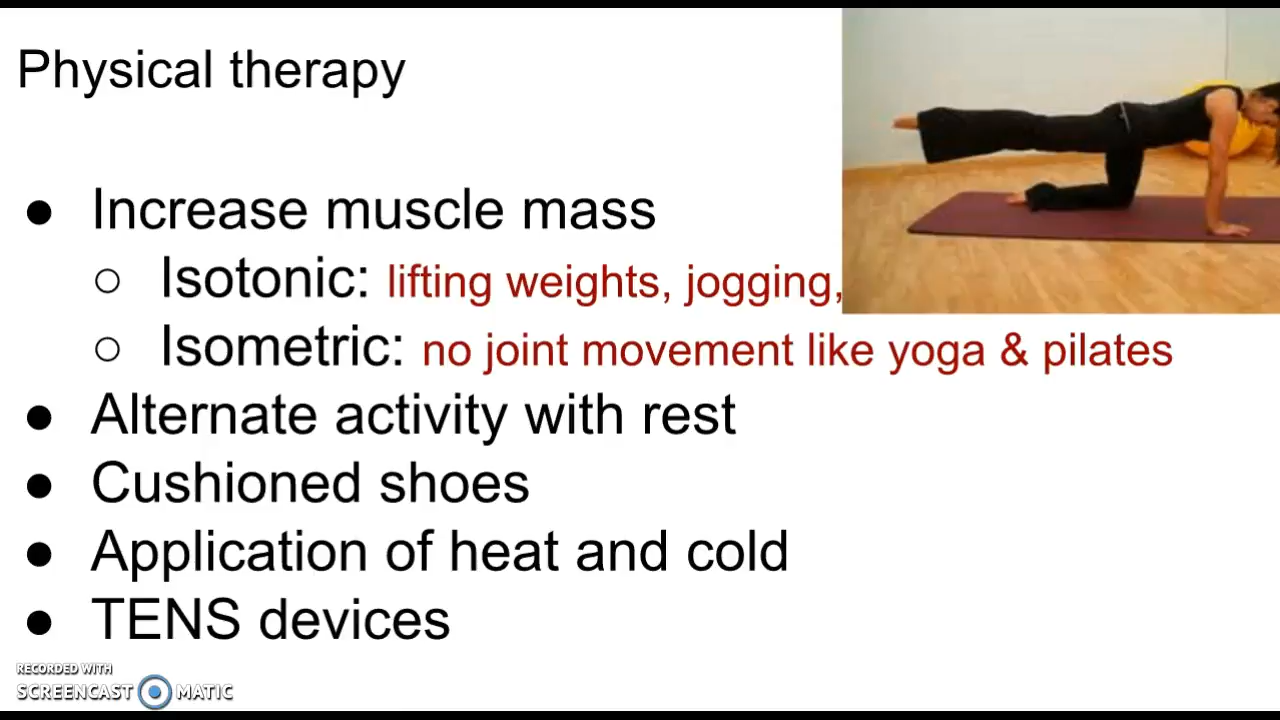 Physical therapy
● Increase muscle mass
○ Isotonic: lifting weights, jogging,
○ Isometric: no joint movement like yoga & pilates
● Alternate activity with rest
● Cushioned shoes
● Application of heat and cold
● TENS devices
RECORDED WITH
SCREENCAST MATIC